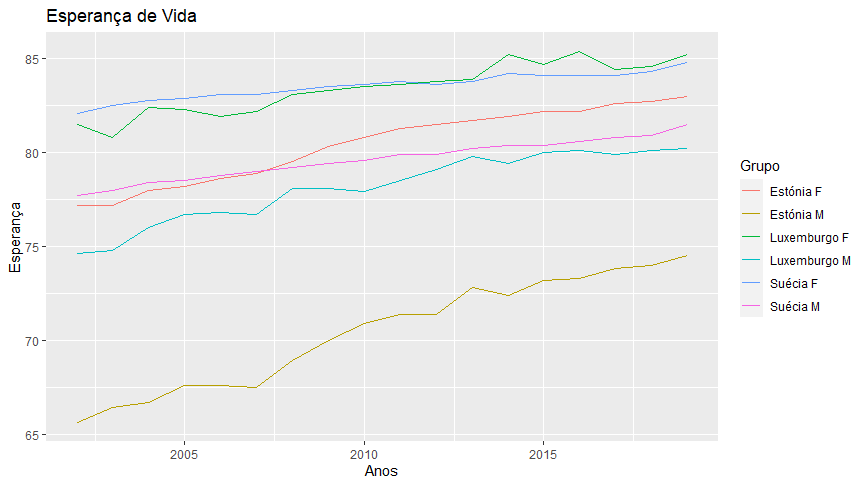 Esperança de Vida
85
80
75
70
65
Esperança
2005
2010
2015
Anos
Grupo
Estónia F
Estónia M
Luxemburgo F
Luxemburgo M
Suécia F
Suécia M